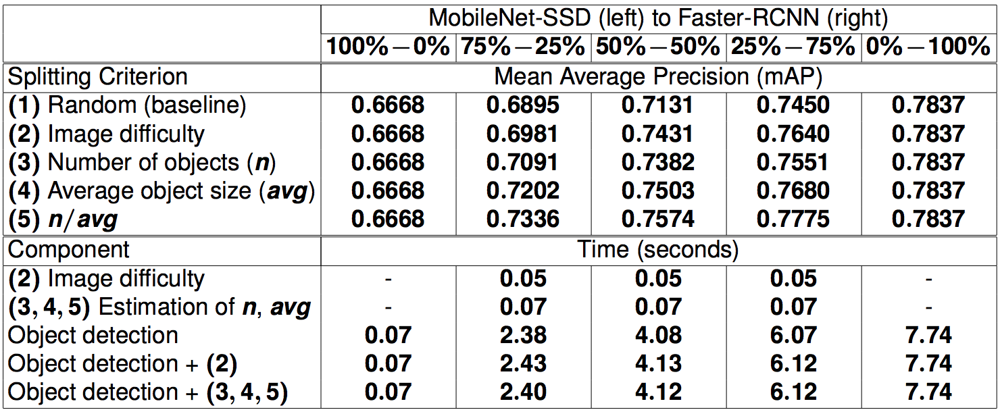 MobileNet-SSD (left) to Faster-RCNN (right)
100%−0% 75%−25% 50%−50% 25%−75% 0%−100%
Splitting Criterion Mean Average Precision (mAP)
(1) Random (baseline) 0.6668 0.6895 0.7131 0.7450 0.7837
(2) Image difficulty 0.6668 0.6981 0.7431 0.7640 0.7837
(3) Number of objects (n) 0.6668 0.7091 0.7382 0.7551 0.7837
(4) Average object size (avg) 0.6668 0.7202 0.7503 0.7680 0.7837
(5) n/avg 0.6668 0.7336 0.7574 0.7775 0.7837
Component Time (seconds)
(2) Image difficulty - 0.05 0.05 0.05 -
(3, 4, 5) Estimation of n, avg - 0.07 0.07 0.07 -
Object detection 0.07 2.38 4.08 6.07 7.74
Object detection + (2) 0.07 2.43 4.13 6.12 7.74
Object detection + (3, 4, 5) 0.07 2.40 4.12 6.12 7.74